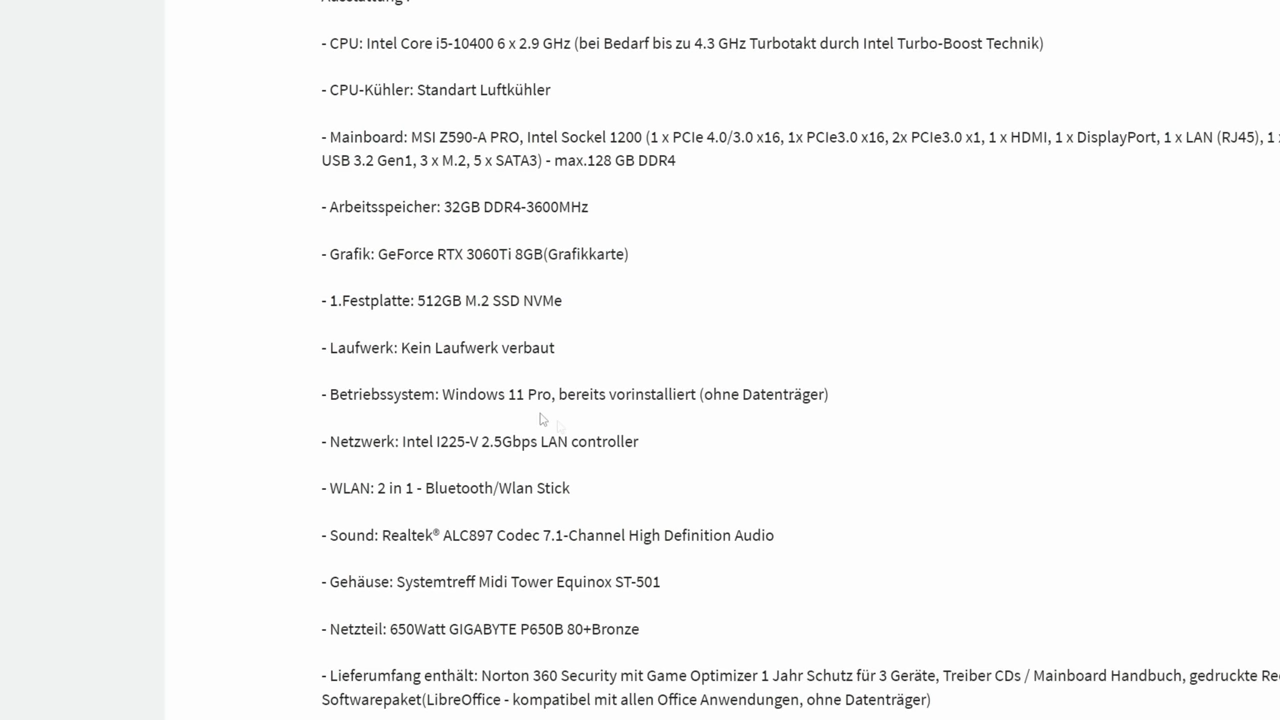 - CPU: Intel Core i5-10400 6 x 2.9 GHz (bei Bedarf bis zu 4.3 GHz Turbotakt durch Intel Turbo-Boost Technik)
- CPU-Kühler: Standart Luftkühler
- Mainboard: MSI Z590-A PRO, Intel Sockel 1200 (1 x PCIe 4.0/3.0 x16, 1x PCIe3.0 x16, 2x PCIe3.0 x1, 1 x HDMI, 1 x DisplayPort, 1 x LAN (RJ45), 1
USB 3.2 Gen1, 3 x M.2, 5 x SATA3) - max.128 GB DDR4
- Arbeitsspeicher: 32GB DDR4-3600MHz
- Grafik: GeForce RTX 3060Ti 8GB(Grafikkarte)
- 1.Festplatte: 512GB M.2 SSD NVMe
- Laufwerk: Kein Laufwerk verbaut
- Betriebssystem: Windows 11 Pro, bereits vorinstalliert (ohne Datenträger)
- Netzwerk: Intel I225-V 2.5Gbps LAN controller
- WLAN: 2 in 1 - Bluetooth/Wlan Stick
- Sound: Realtek® ALC897 Codec 7.1-Channel High Definition Audio
- Gehäuse: Systemtreff Midi Tower Equinox ST-501
- Netzteil: 650Watt GIGABYTE P650B 80+Bronze
- Lieferumfang enthält: Norton 360 Security mit Game Optimizer 1 Jahr Schutz für 3 Geräte, Treiber CDs / Mainboard Handbuch, gedruckte
Softwarepaket(LibreOffice - kompatibel mit allen Office Anwendungen, ohne Datenträger)